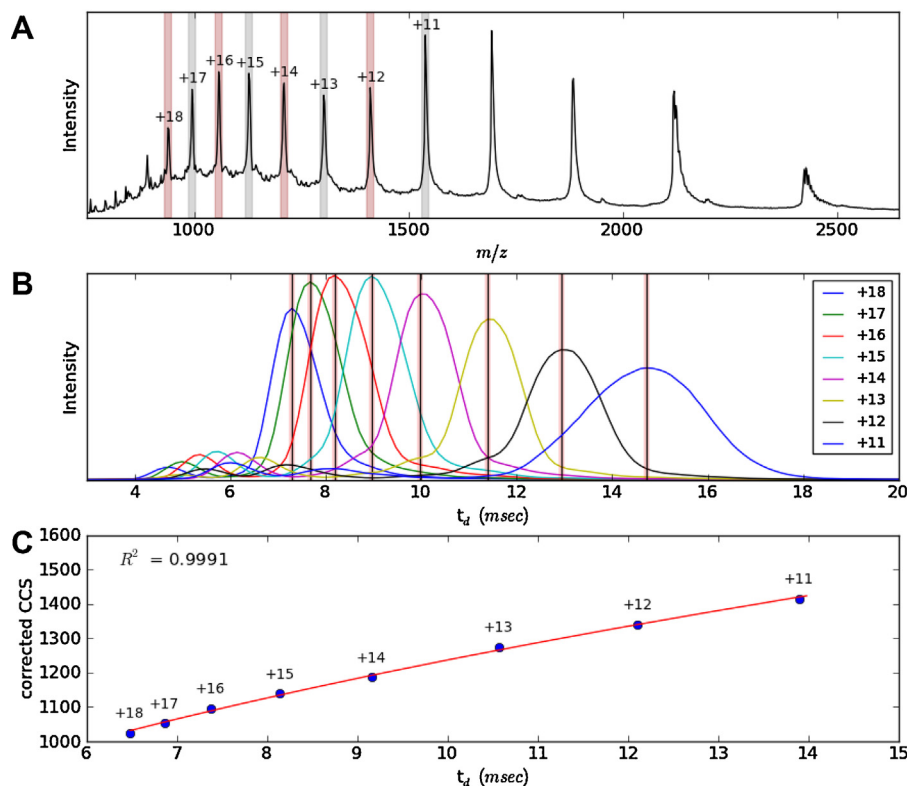 A
+11
+16
+15
+17
+14
+12
+13
+18
Intensity
1000 1500 2000 2500
m/z
B
+18
+17
+16
+15
+14
+13
+12
+11
Intensity
4 6 8 10 12 14 16 18 20
t_d (msec)
C
1600
1500
1400
1300
1200
1100
1000
R² = 0.9991
corrected CCS
+18
+17
+16
+15
+14
+13
+12
+11
6 7 8 9 10 11 12 13 14 15
t_d (msec)